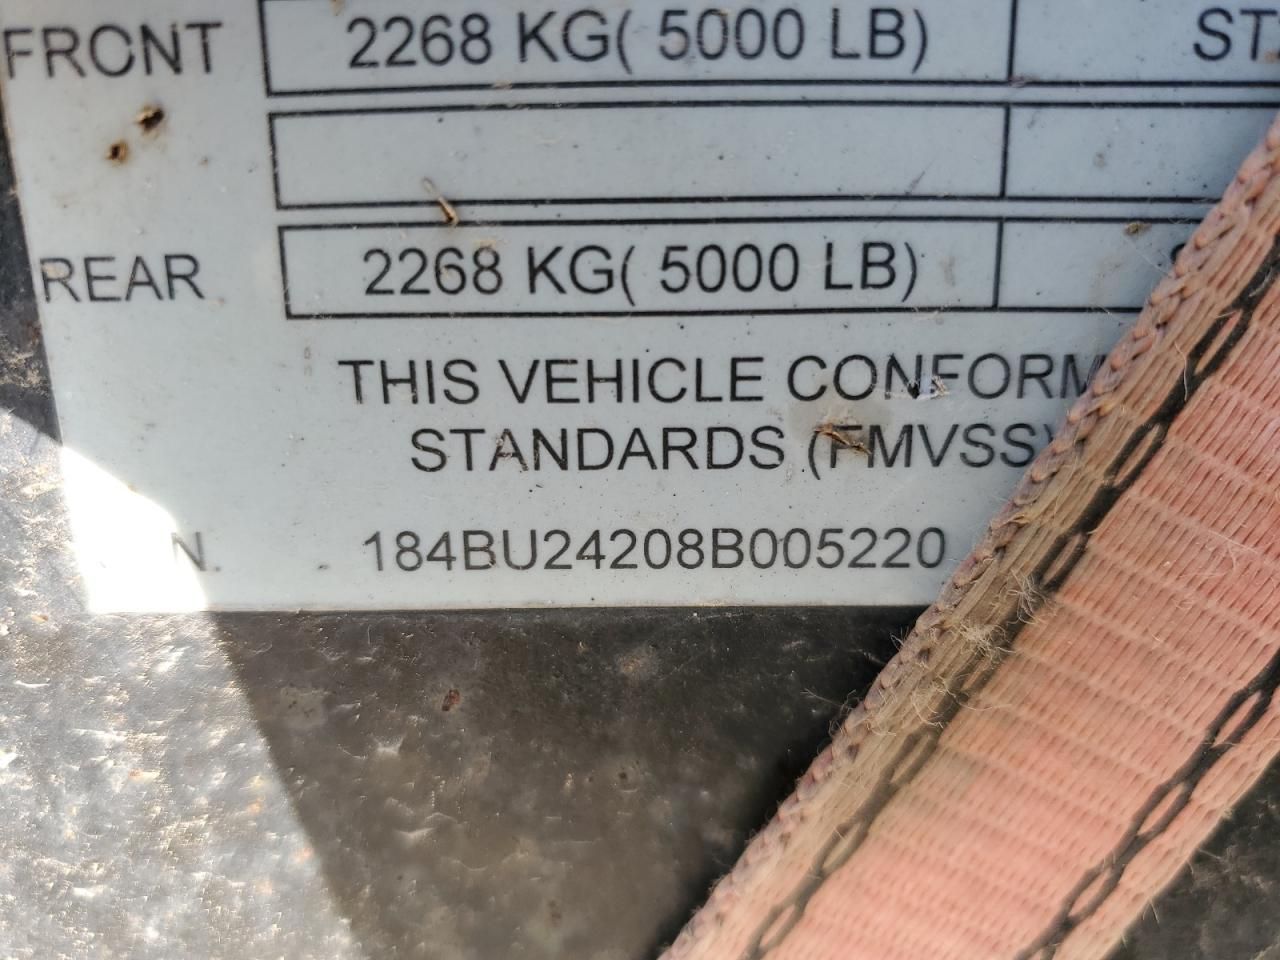 FRONT 2268 KG( 5000 LB)
REAR 2268 KG( 5000 LB)
THIS VEHICLE CONFORM
STANDARDS (FMVSS)
184BU24208B005220